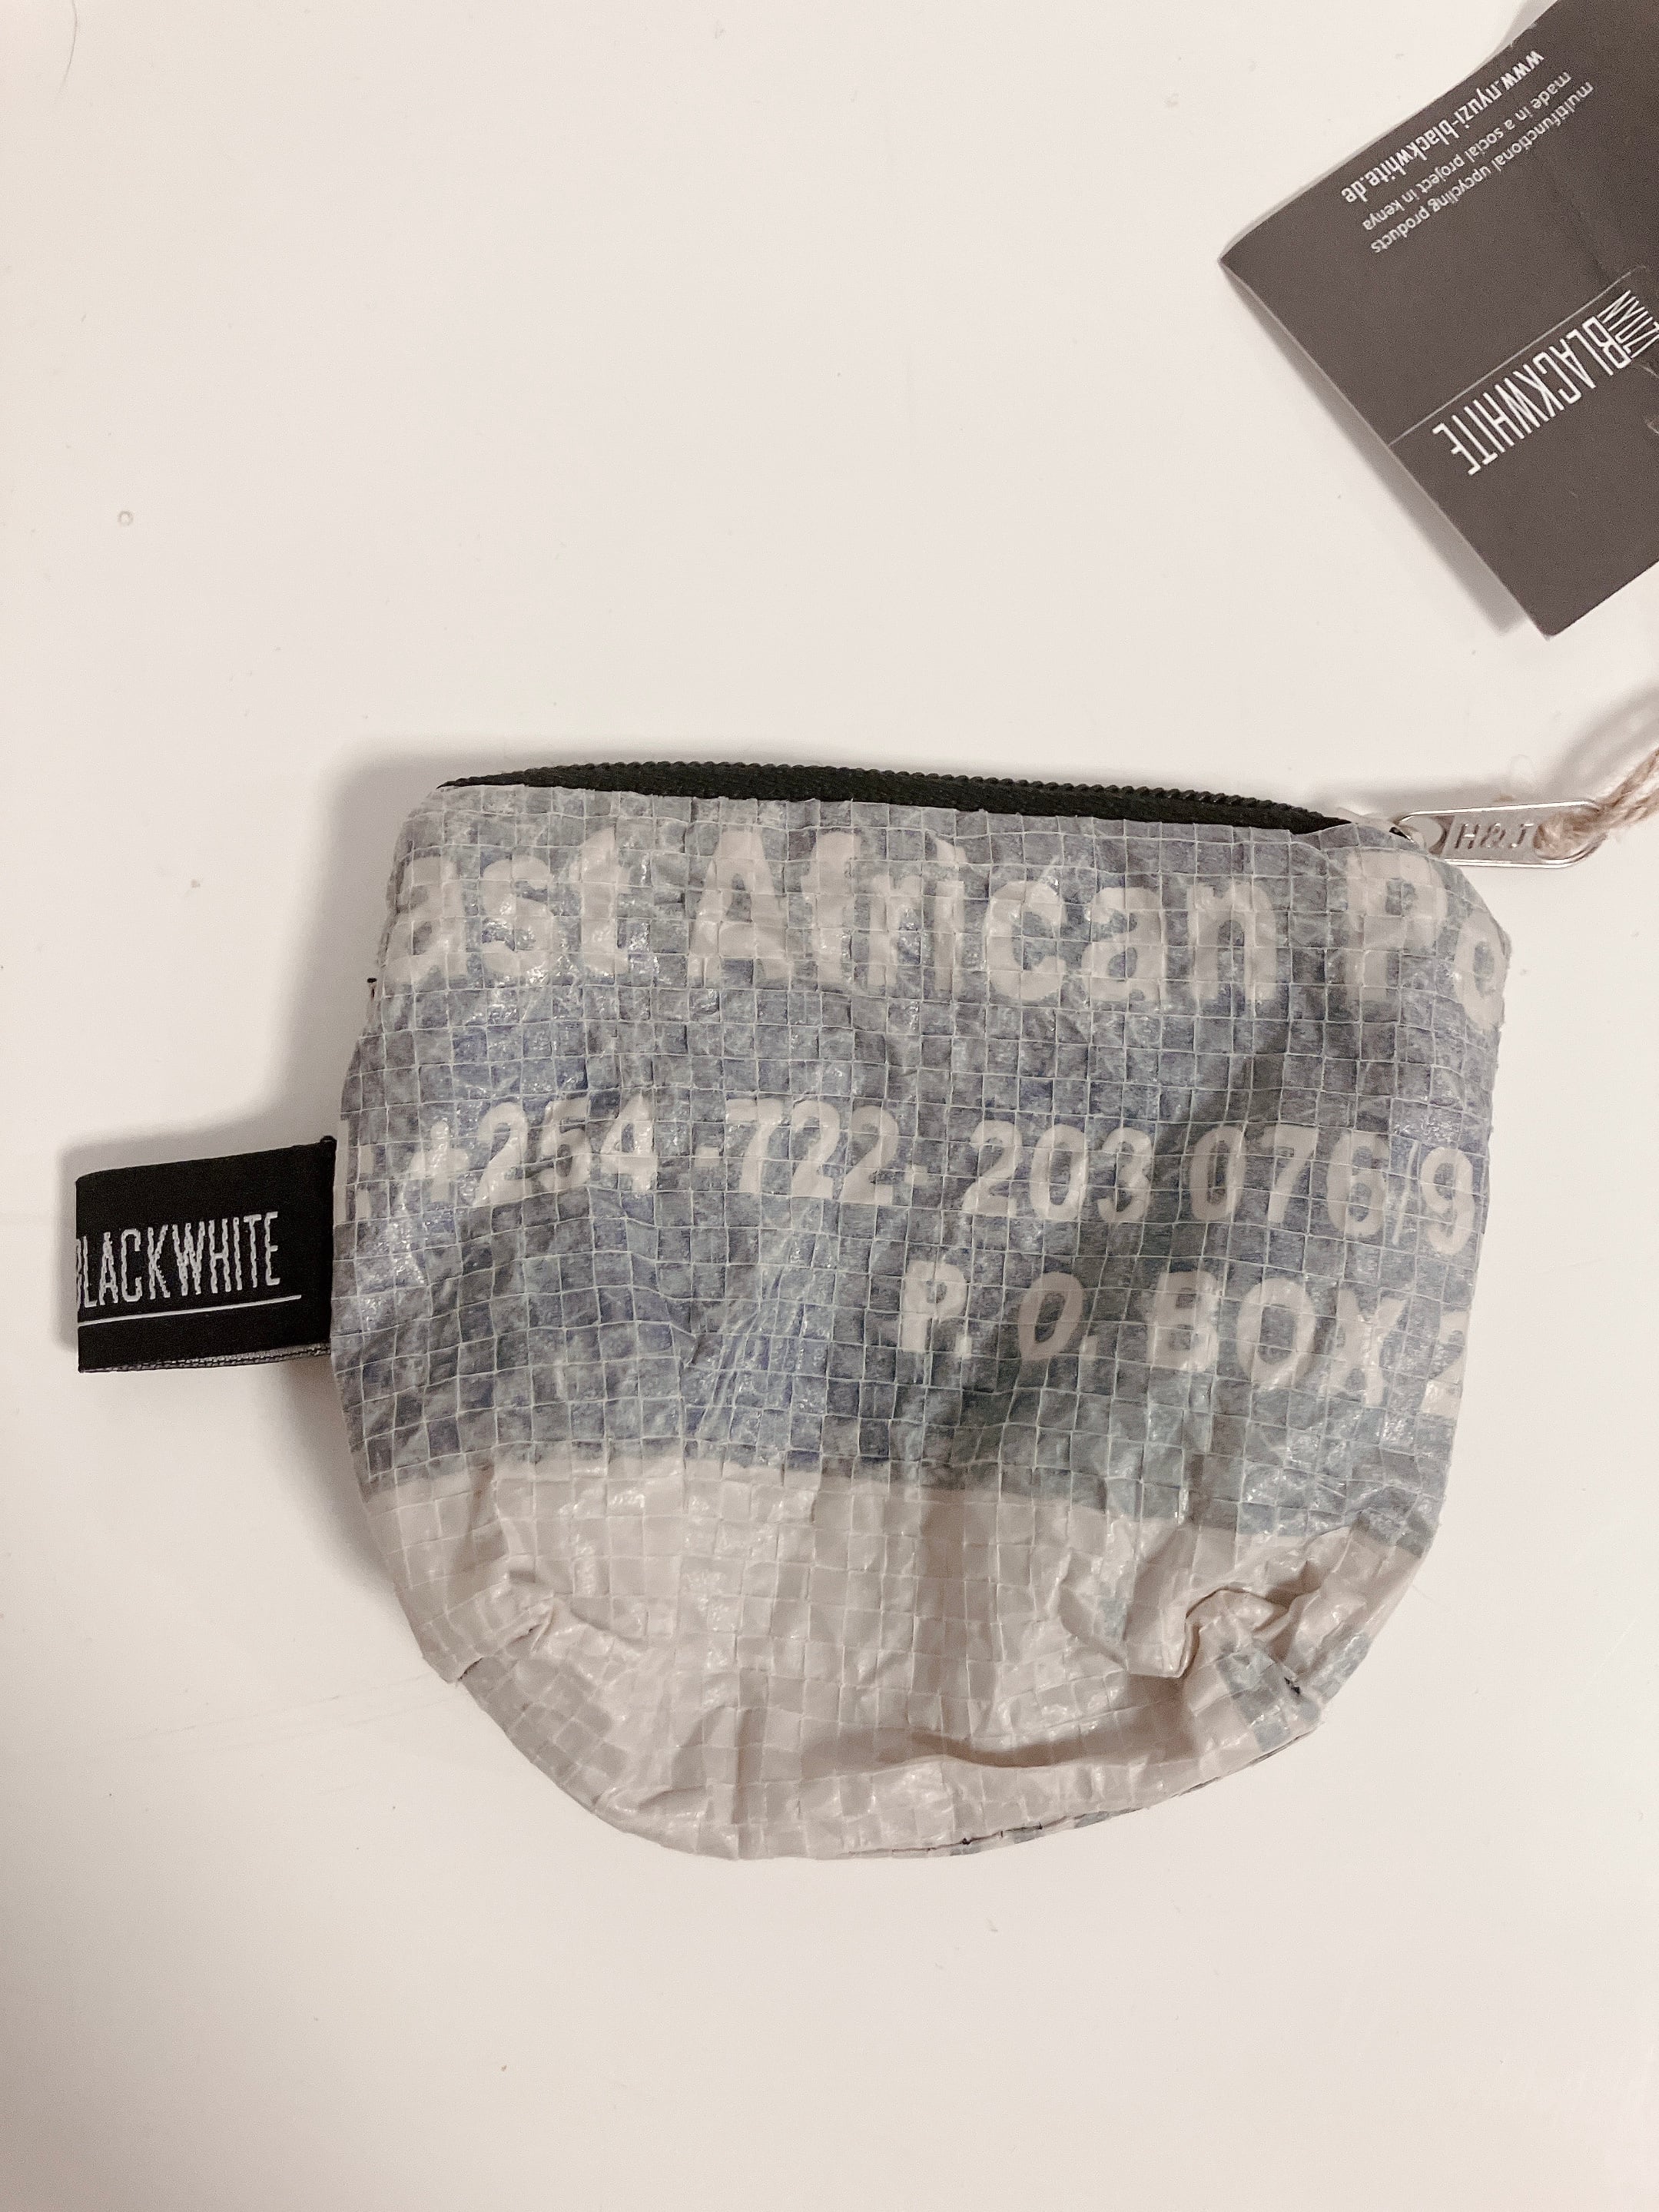 www.nyuzi-blackwhite.de
made in a social project in kenya
multifunctional upcycling products
BLACKWHITE
H&J
ast African Po
+254 -722- 203 076/9
P. O. BOX 2
BLACKWHITE